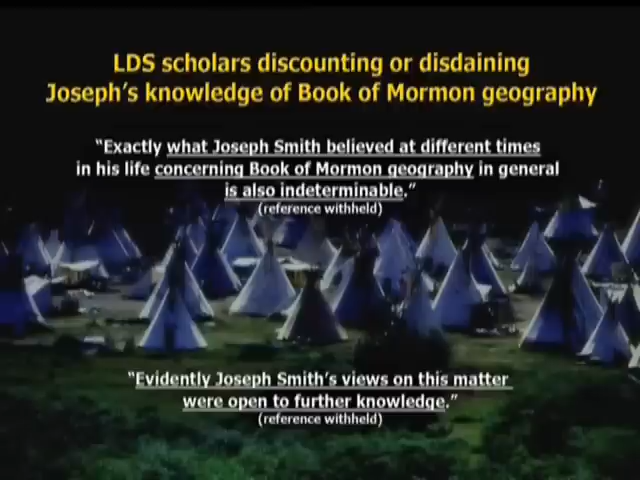 LDS scholars discounting or disdaining
Joseph's knowledge of Book of Mormon geography
"Exactly what Joseph Smith believed at different times
in his life concerning Book of Mormon geography in general
is also indeterminable."
(reference withheld)
"Evidently Joseph Smith's views on this matter
were open to further knowledge."
(reference withheld)